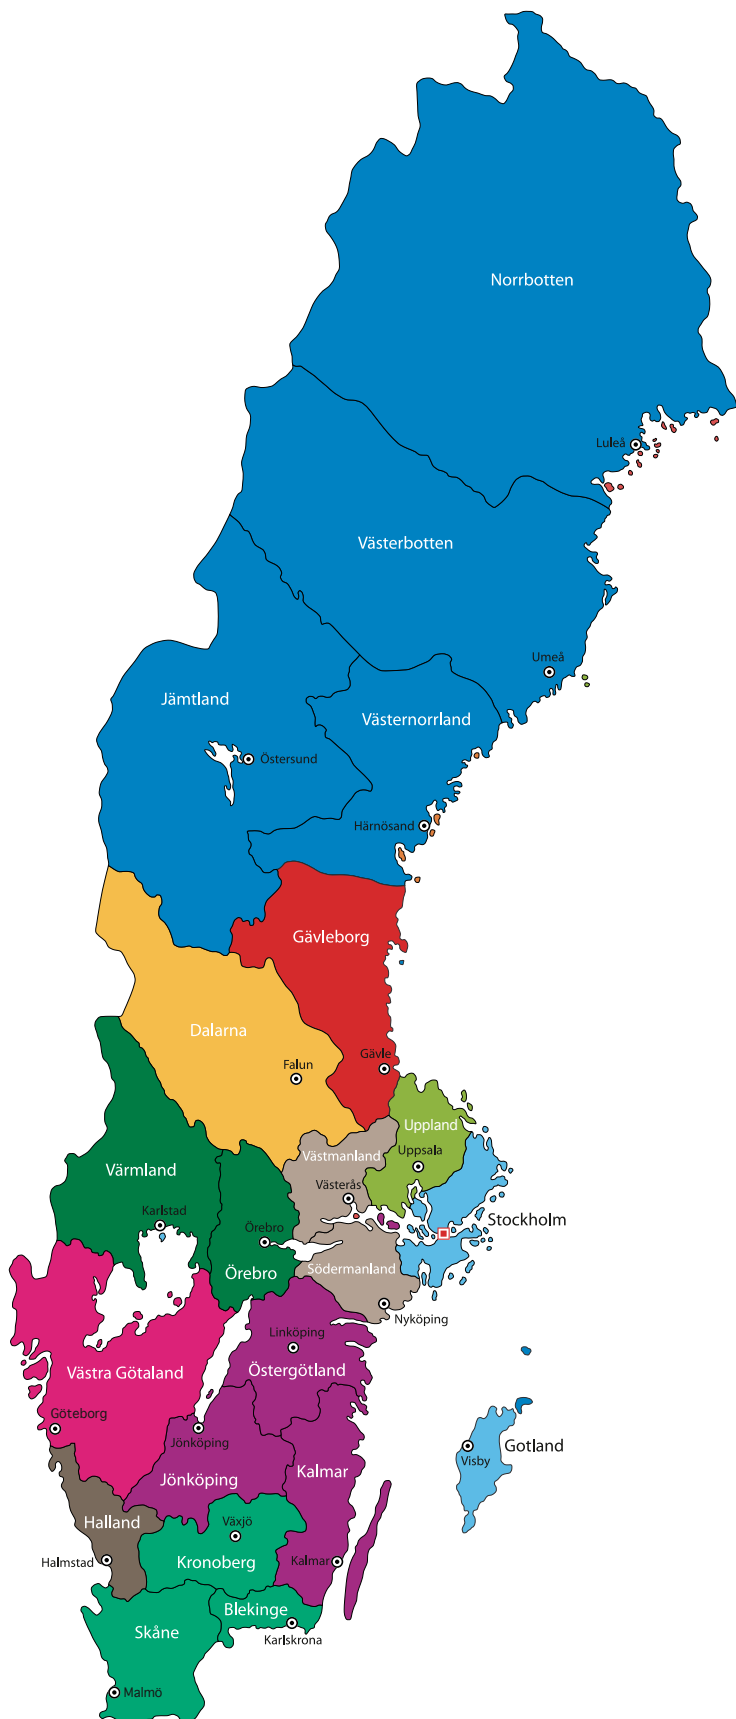 Norrbotten
Luleå
Västerbotten
Umeå
Jämtland
Västernorrland
Östersund
Härnösand
Gävleborg
Dalarna
Gävle
Falun
Uppland
Västmanland
Uppsala
Värmland
Västerås
Karlstad
Stockholm
Örebro
Örebro
Södermanland
Nyköping
Linköping
Västra Götaland
Östergötland
Göteborg
Jönköping
Gotland
Visby
Kalmar
Jönköping
Halland
Växjö
Halmstad
Kronoberg
Kalmar
Blekinge
Skåne
Karlskrona
Malmö